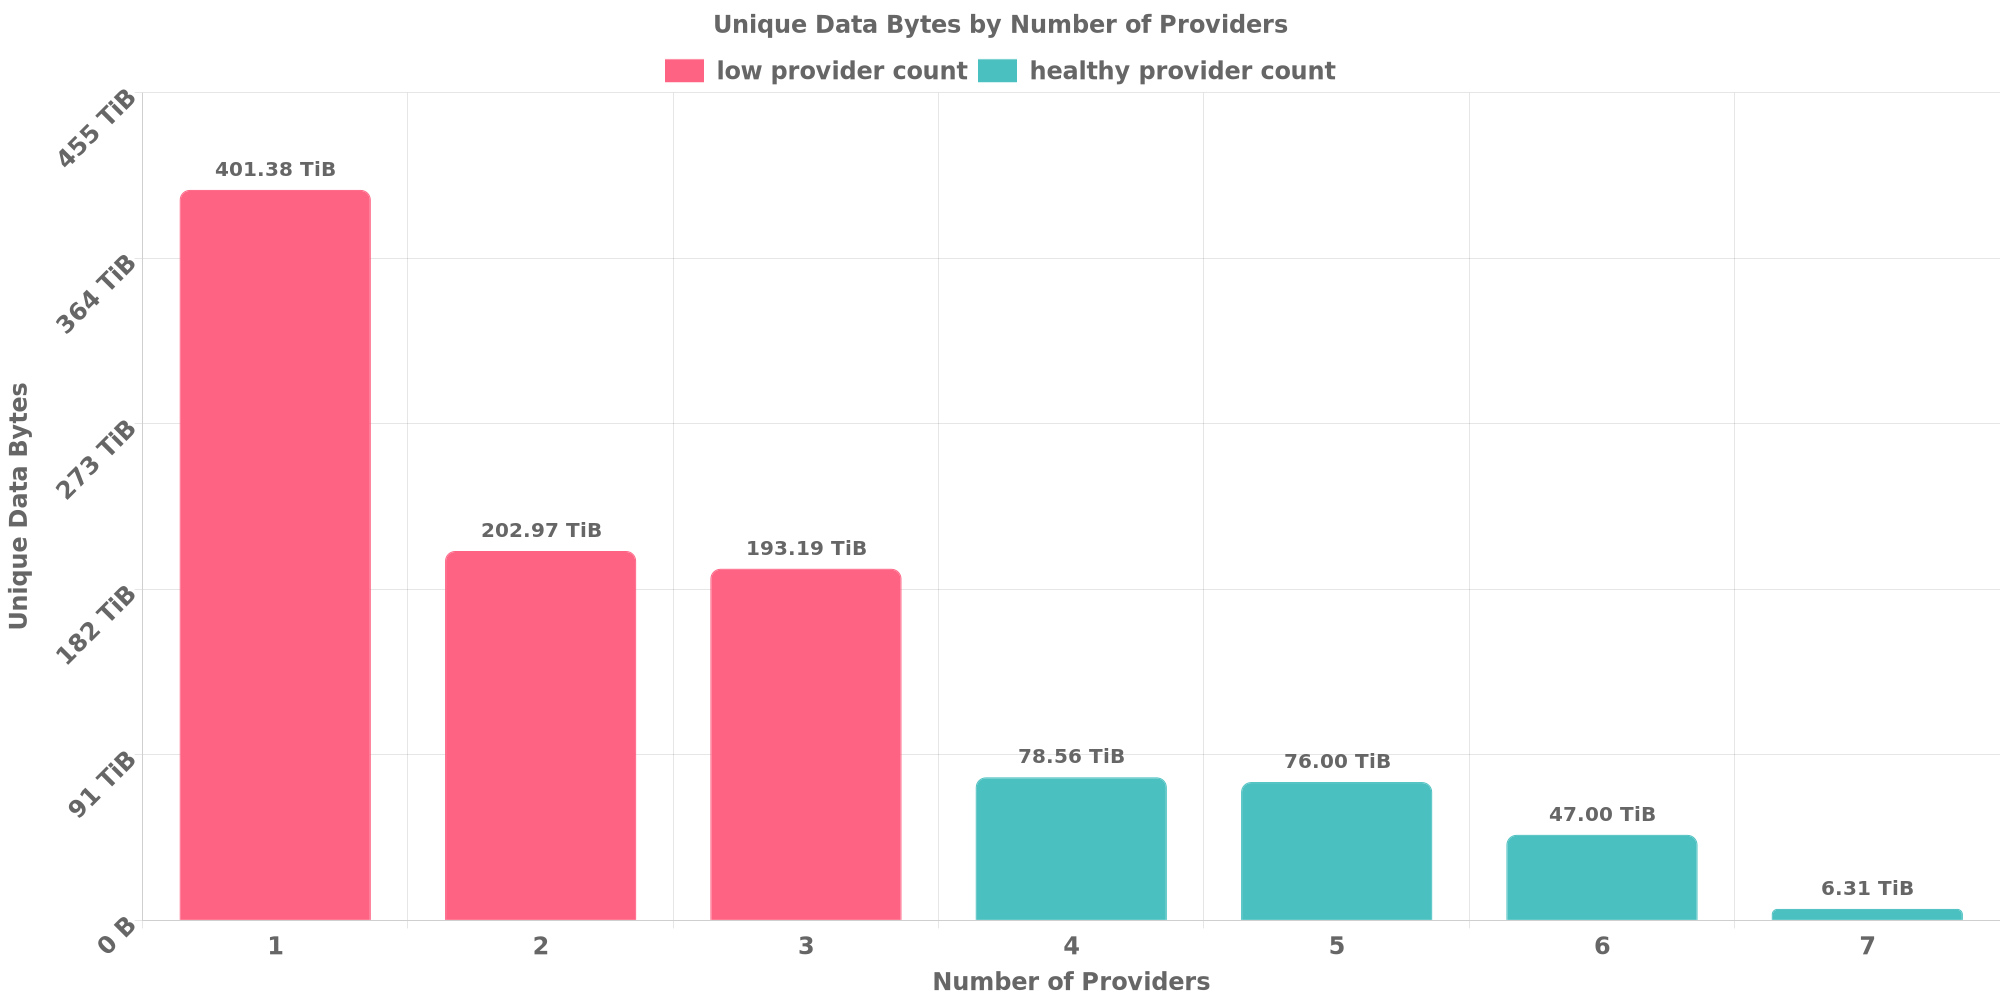 Unique Data Bytes by Number of Providers
low provider count healthy provider count
455 TiB
364 TiB
273 TiB
182 TiB
91 TiB
0 B
Unique Data Bytes
401.38 TiB
202.97 TiB
193.19 TiB
78.56 TiB
76.00 TiB
47.00 TiB
6.31 TiB
1 2 3 4 5 6 7
Number of Providers